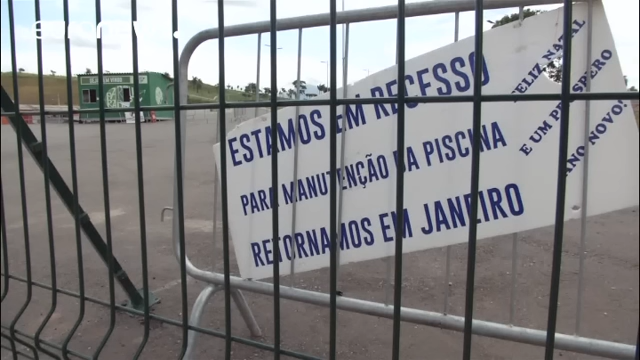 ESTAMOS EM RECESSO
PARA MANUTENÇÃO DA PISCINA
RETORNAMOS EM JANEIRO
FELIZ NATAL
E UM PRÓSPERO
ANO NOVO!